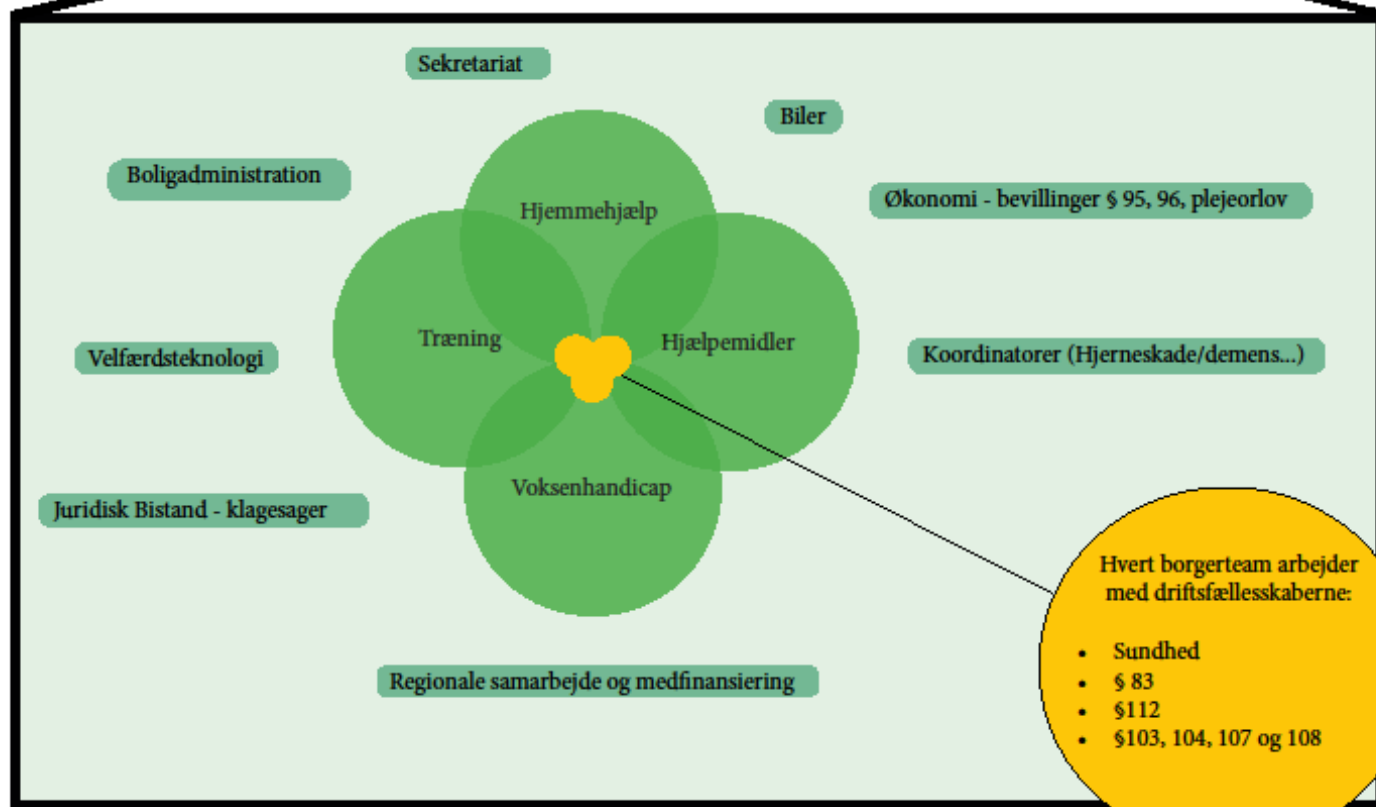 Sekretariat
Biler
Boligadministration
Økonomi - bevillinger § 95, 96, plejeorlov
Hjemmehjælp
Træning
Hjælpemidler
Velfærdsteknologi
Koordinatorer (Hjerneskade/demens...)
Voksenhandicap
Juridisk Bistand - klagesager
Regionale samarbejde og medfinansiering
Hvert borgerteam arbejder
med driftsfællesskaberne:
• Sundhed
• § 83
• §112
• §103, 104, 107 og 108